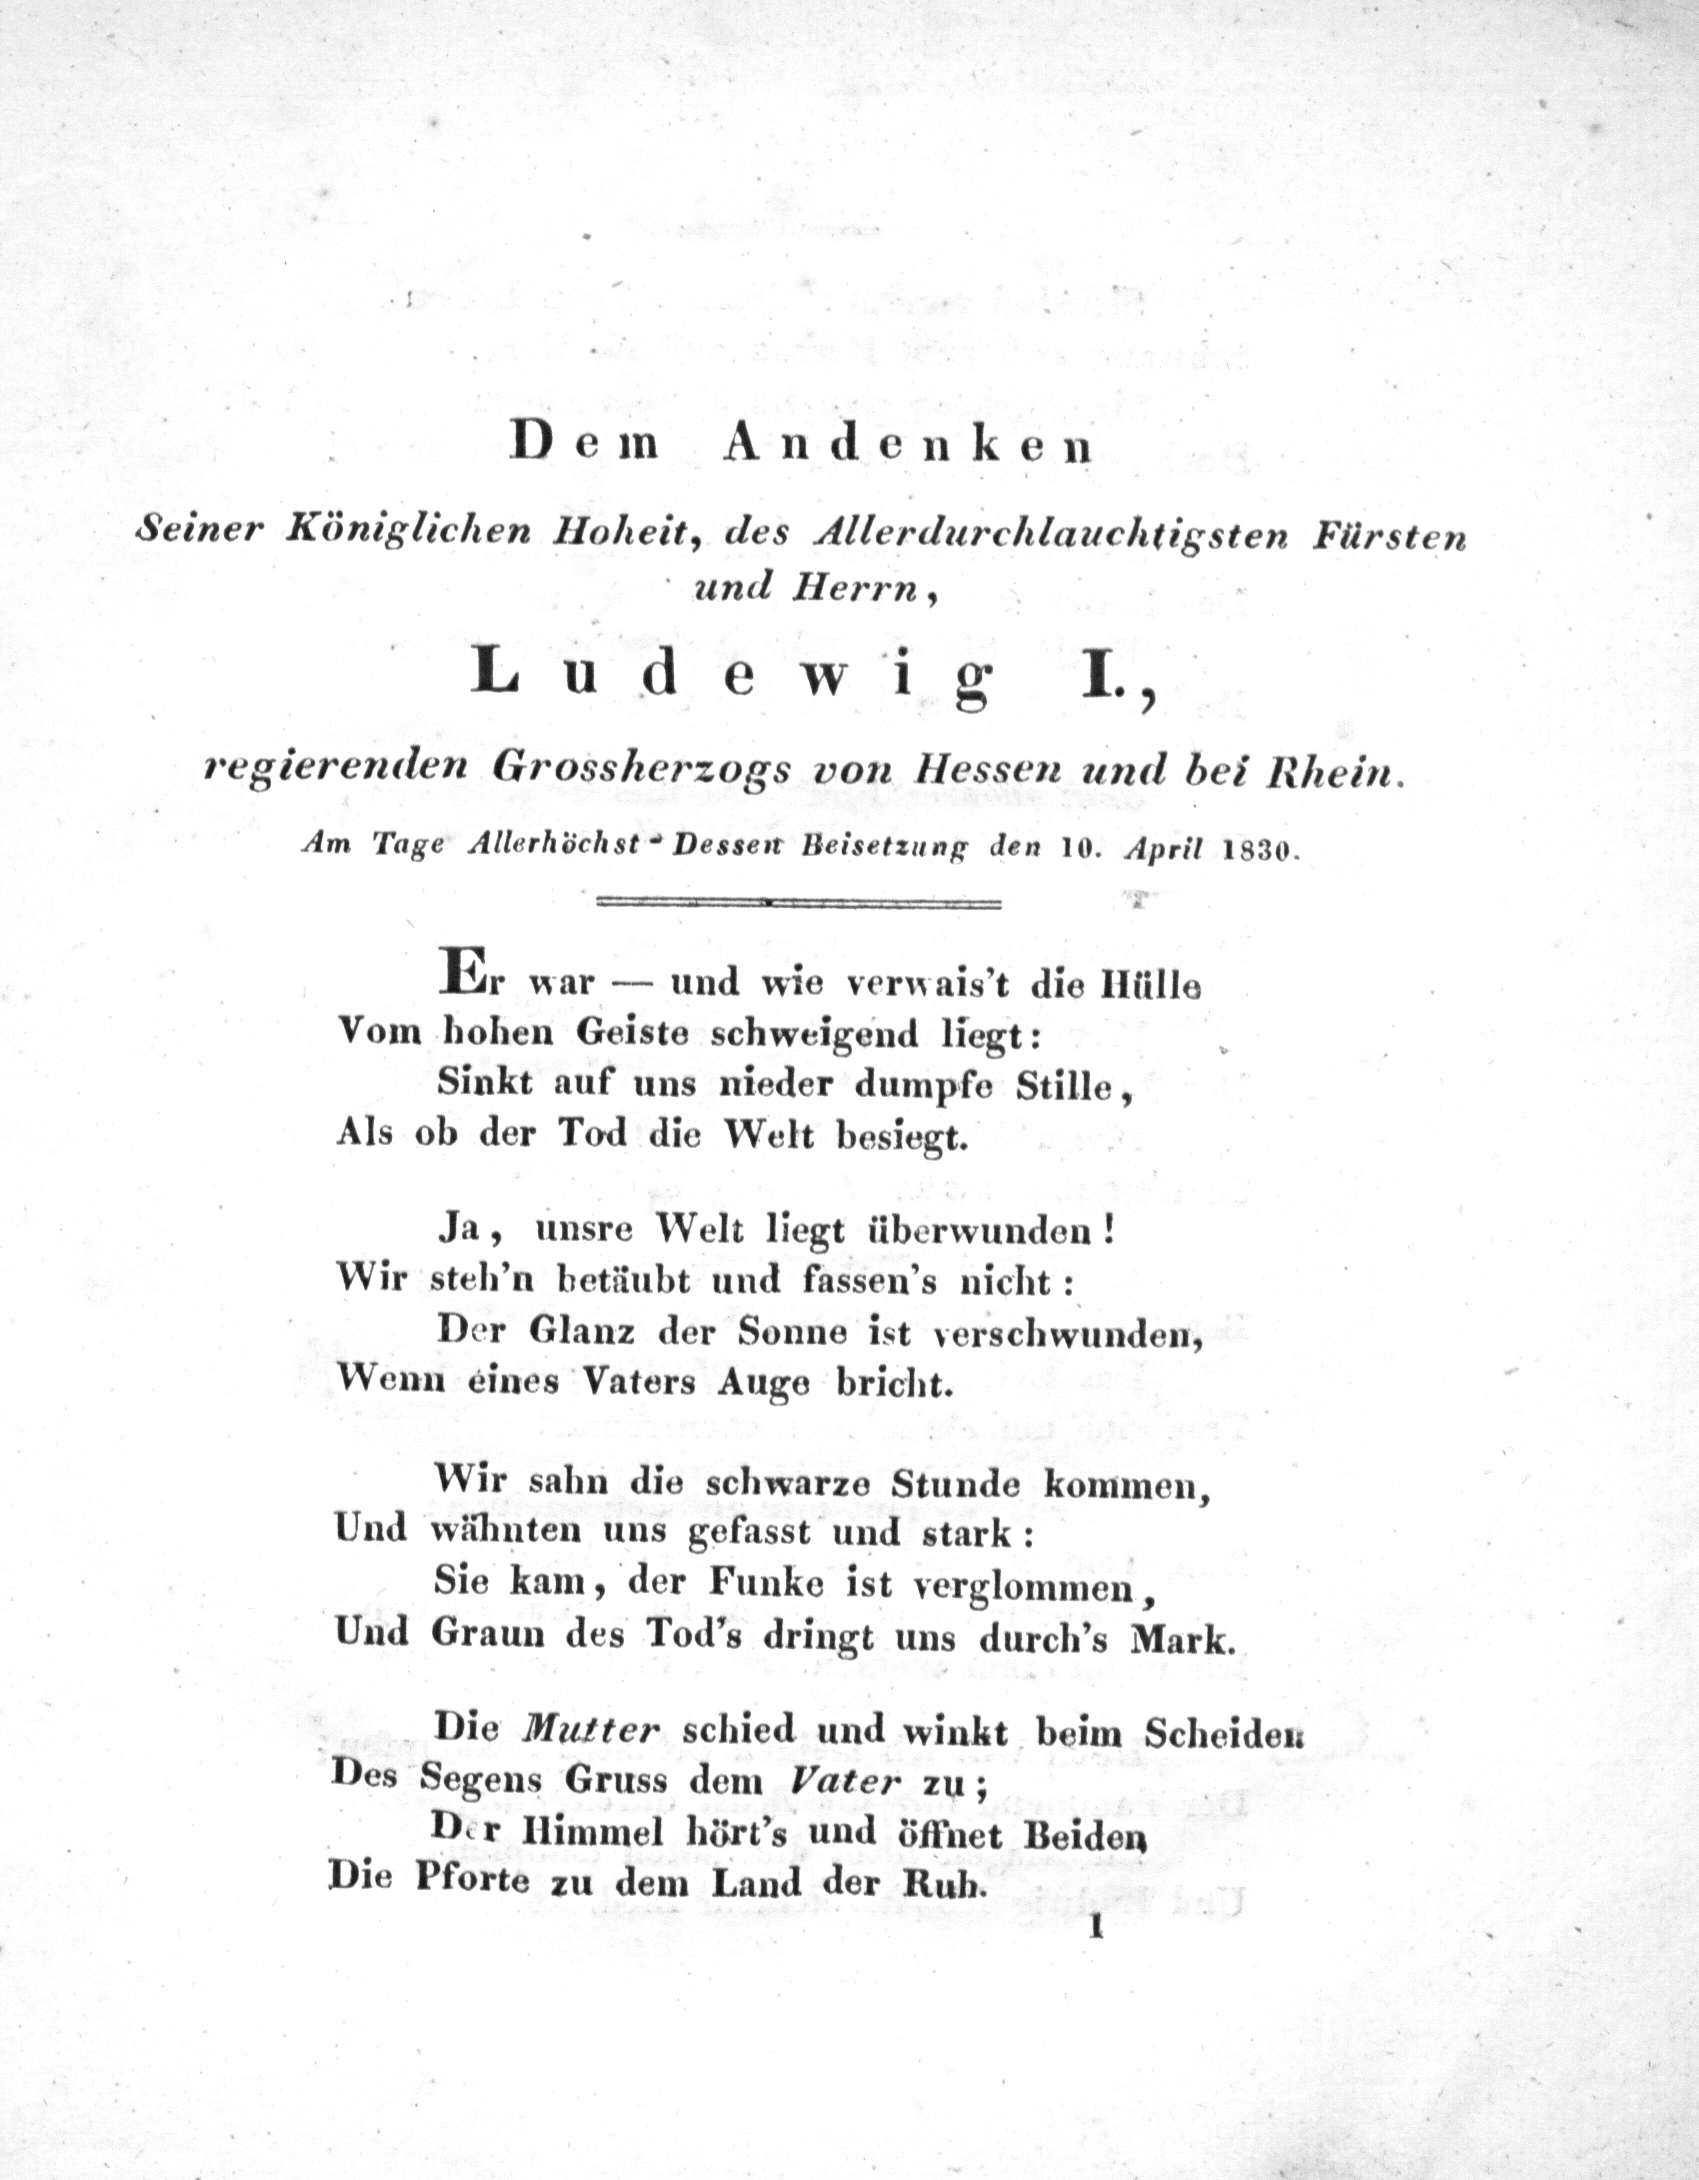 Dem Andenken
Seiner Königlichen Hoheit, des Allerdurchlauchtigsten Fürsten
und Herrn,
Ludewig I.,
regierenden Grossherzogs von Hessen und bei Rhein.
Am Tage Allerhöchst-Dessen Beisetzung den 10. April 1830.
Er war — und wie verwais't die Hülle
Vom hohen Geiste schweigend liegt:
Sinkt auf uns nieder dumpfe Stille,
Als ob der Tod die Welt besiegt.
Ja, unsre Welt liegt überwunden!
Wir steh'n betäubt und fassen's nicht:
Der Glanz der Sonne ist verschwunden,
Wenn eines Vaters Auge bricht.
Wir sahn die schwarze Stunde kommen,
Und wähnten uns gefasst und stark:
Sie kam, der Funke ist verglommen,
Und Graun des Tod's dringt uns durch's Mark.
Die Mutter schied und winkt beim Scheiden
Des Segens Gruss dem Vater zu;
Der Himmel hört's und öffnet Beiden
Die Pforte zu dem Land der Ruh.
1